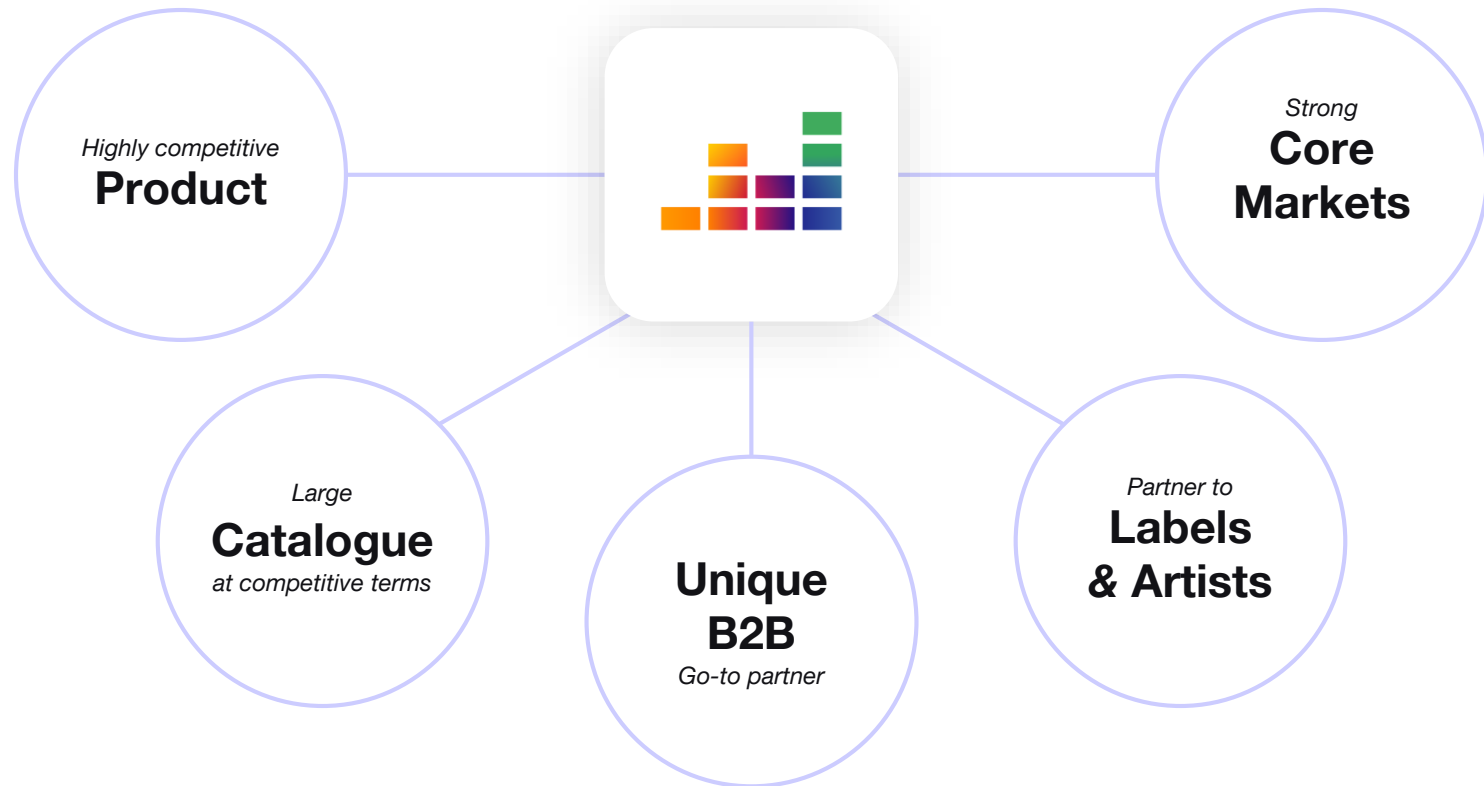 Highly competitive
Product
Strong
Core
Markets
Large
Catalogue
at competitive terms
Unique
B2B
Go-to partner
Partner to
Labels
& Artists